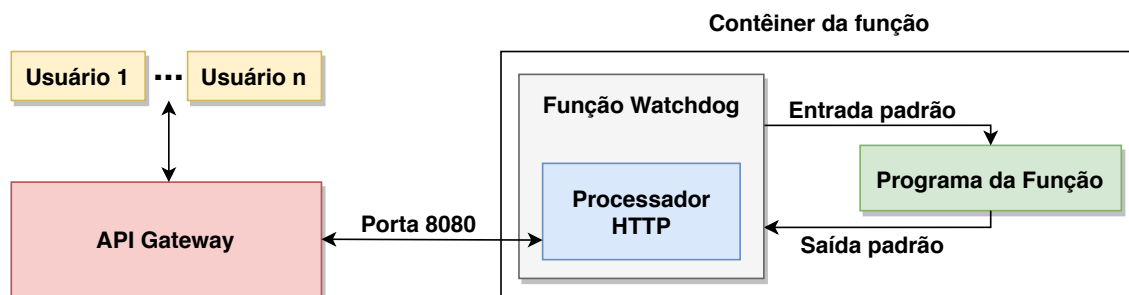 Contêiner da função
Usuário 1 ... Usuário n
Função Watchdog
Entrada padrão
Programa da Função
Processador
HTTP
API Gateway
Porta 8080
Saída padrão